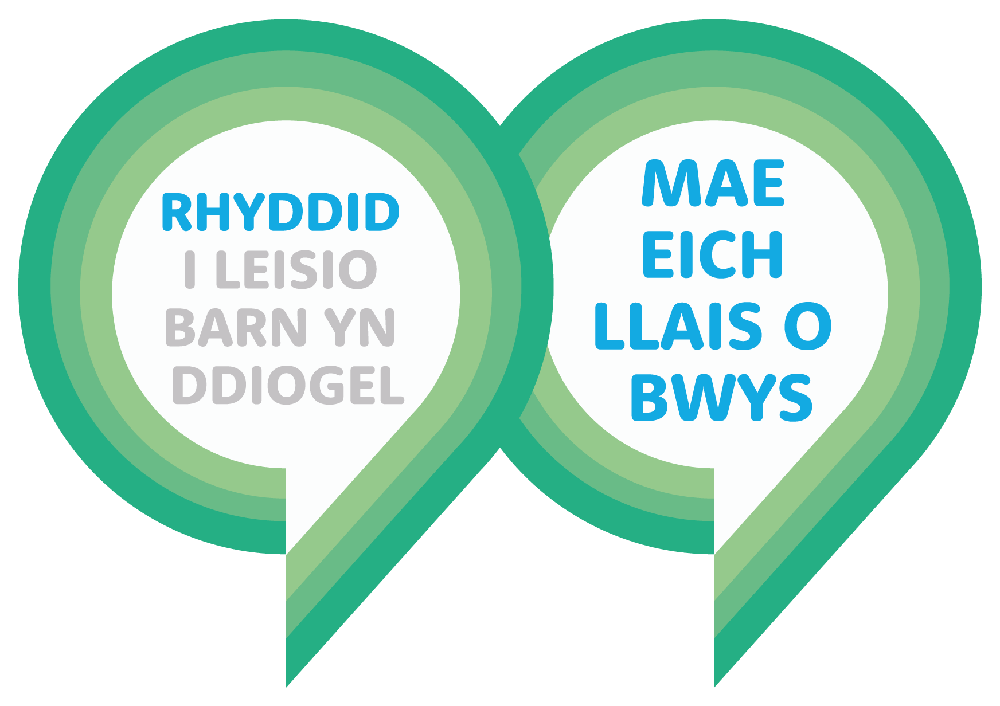 RHYDDID
I LEISIO
BARN YN
DDIOGEL
MAE
EICH
LLAIS O
BWYS